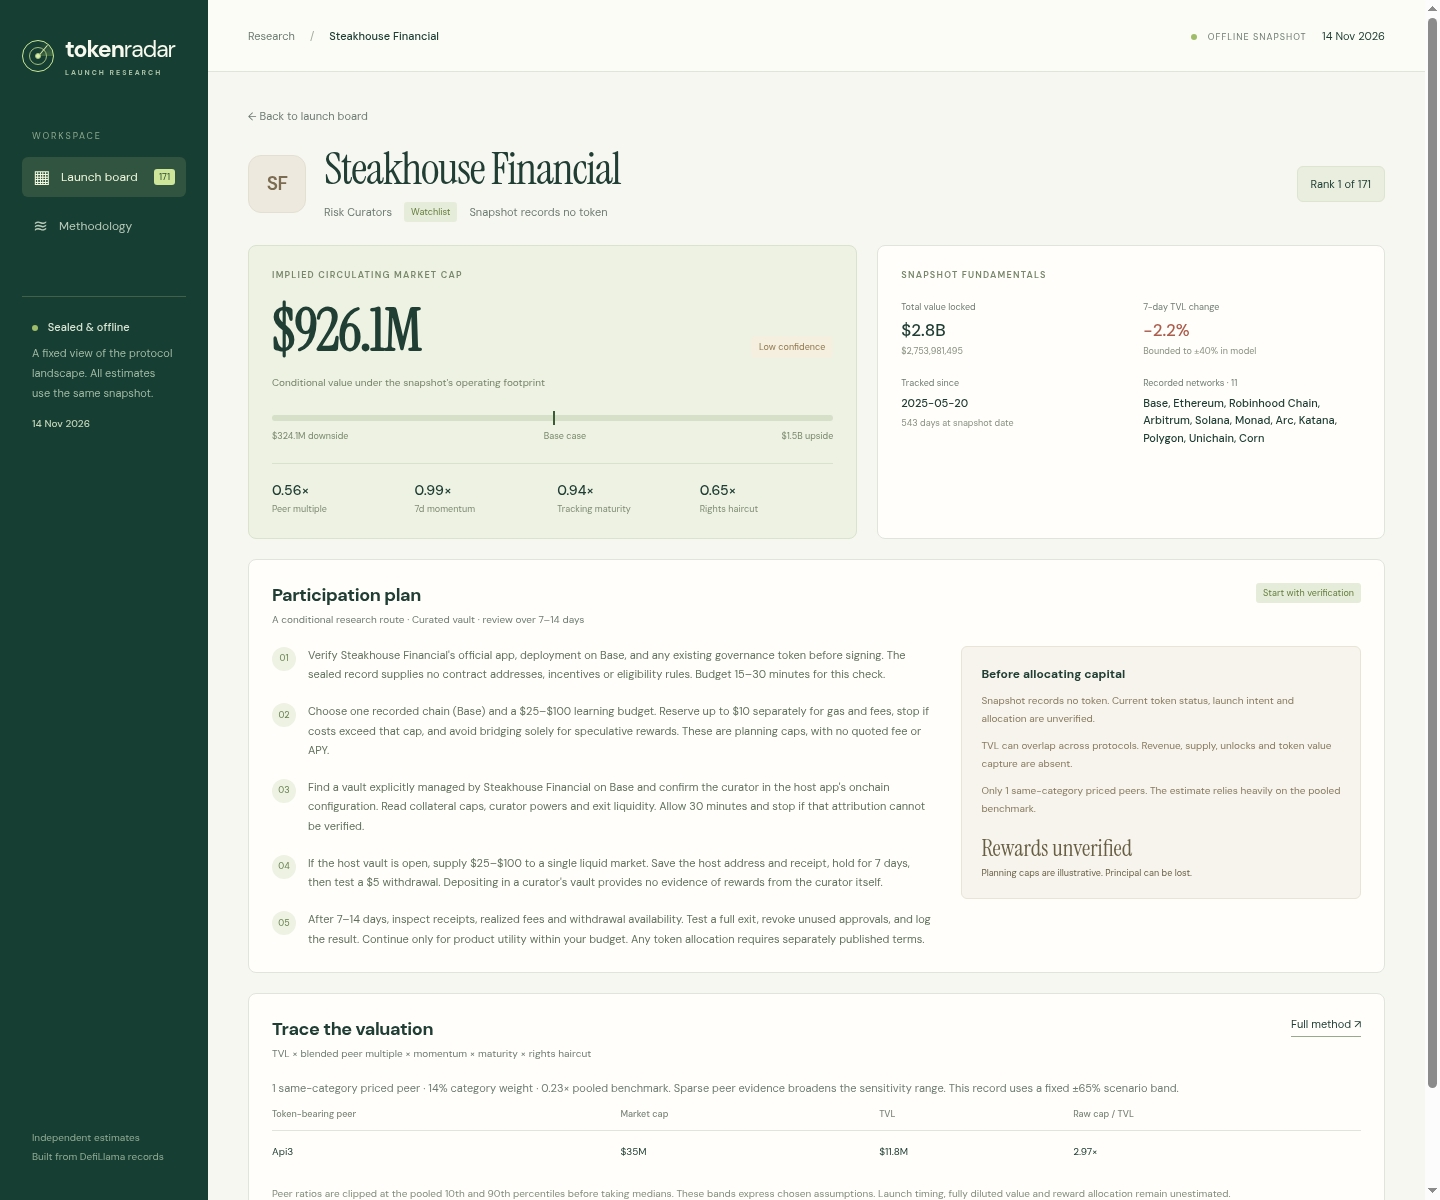 tokenradar
LAUNCH RESEARCH
WORKSPACE
Launch board 171
Methodology
Sealed & offline
A fixed view of the protocol
landscape. All estimates
use the same snapshot.
14 Nov 2026
Independent estimates
Built from DefiLlama records
Research / Steakhouse Financial
OFFLINE SNAPSHOT 14 Nov 2026
← Back to launch board
SF
Steakhouse Financial
Risk Curators Watchlist Snapshot records no token
Rank 1 of 171
IMPLIED CIRCULATING MARKET CAP
$926.1M
Low confidence
Conditional value under the snapshot's operating footprint
$324.1M downside Base case $1.5B upside
0.56× 0.99× 0.94× 0.65×
Peer multiple 7d momentum Tracking maturity Rights haircut
SNAPSHOT FUNDAMENTALS
Total value locked
$2.8B
$2,753,981,495
7-day TVL change
-2.2%
Bounded to ±40% in model
Tracked since
2025-05-20
543 days at snapshot date
Recorded networks · 11
Base, Ethereum, Robinhood Chain,
Arbitrum, Solana, Monad, Arc, Katana,
Polygon, Unichain, Corn
Participation plan
Start with verification
A conditional research route · Curated vault · review over 7–14 days
01 Verify Steakhouse Financial's official app, deployment on Base, and any existing governance token before signing. The
sealed record supplies no contract addresses, incentives or eligibility rules. Budget 15–30 minutes for this check.
02 Choose one recorded chain (Base) and a $25–$100 learning budget. Reserve up to $10 separately for gas and fees, stop if
costs exceed that cap, and avoid bridging solely for speculative rewards. These are planning caps, with no quoted fee or
APY.
03 Find a vault explicitly managed by Steakhouse Financial on Base and confirm the curator in the host app's onchain
configuration. Read collateral caps, curator powers and exit liquidity. Allow 30 minutes and stop if that attribution cannot
be verified.
04 If the host vault is open, supply $25–$100 to a single liquid market. Save the host address and receipt, hold for 7 days,
then test a $5 withdrawal. Depositing in a curator's vault provides no evidence of rewards from the curator itself.
05 After 7–14 days, inspect receipts, realized fees and withdrawal availability. Test a full exit, revoke unused approvals, and log
the result. Continue only for product utility within your budget. Any token allocation requires separately published terms.
Before allocating capital
Snapshot records no token. Current token status, launch intent and
allocation are unverified.
TVL can overlap across protocols. Revenue, supply, unlocks and token value
capture are absent.
Only 1 same-category priced peers. The estimate relies heavily on the pooled
benchmark.
Rewards unverified
Planning caps are illustrative. Principal can be lost.
Trace the valuation
Full method ↗
TVL × blended peer multiple × momentum × maturity × rights haircut
1 same-category priced peer · 14% category weight · 0.23× pooled benchmark. Sparse peer evidence broadens the sensitivity range. This record uses a fixed ±65% scenario band.
Token-bearing peer Market cap TVL Raw cap / TVL
Api3 $35M $11.8M 2.97×
Peer ratios are clipped at the pooled 10th and 90th percentiles before taking medians. These bands express chosen assumptions. Launch timing, fully diluted value and reward allocation remain unestimated.